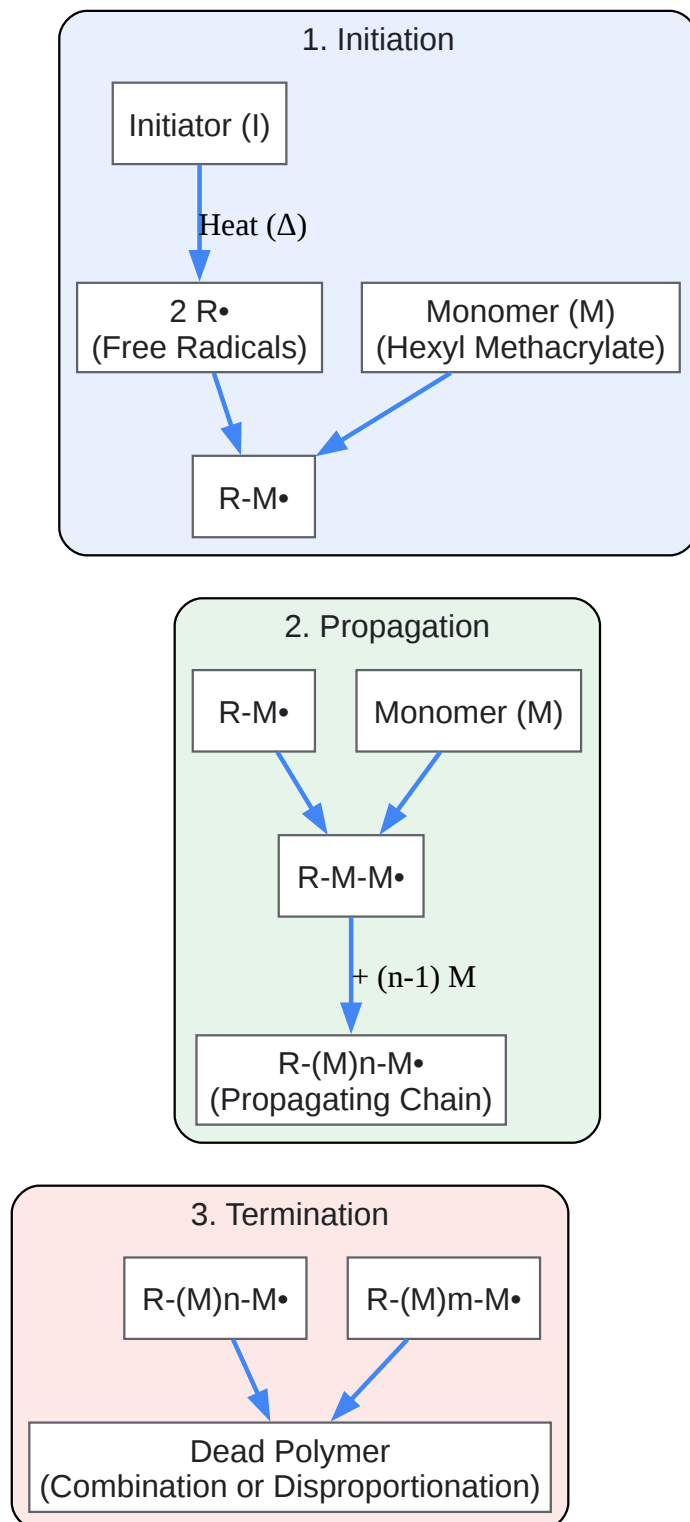 1. Initiation
Initiator (I)
Heat (Δ)
2 R•
(Free Radicals)
Monomer (M)
(Hexyl Methacrylate)
R-M•
2. Propagation
R-M•
Monomer (M)
R-M-M•
+ (n-1) M
R-(M)n-M•
(Propagating Chain)
3. Termination
R-(M)n-M•
R-(M)m-M•
Dead Polymer
(Combination or Disproportionation)